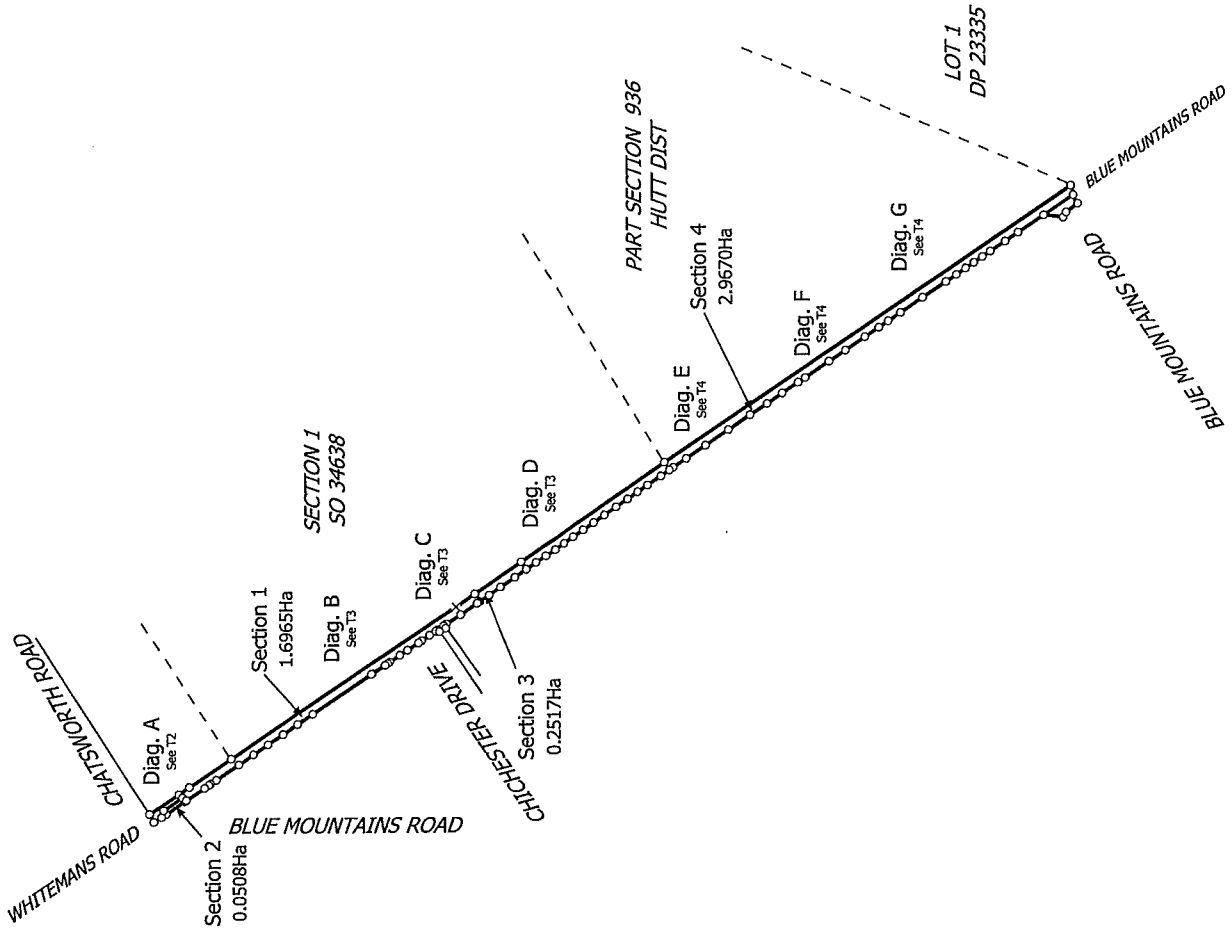 CHATSWORTH ROAD
WHITEMANS ROAD
Diag. A
See T2
Section 2
0.0508Ha
BLUE MOUNTAINS ROAD
Section 1
1.6965Ha
SECTION 1
SO 34638
Diag. B
See T3
Diag. C
See T3
CHICHESTER DRIVE
Section 3
0.2517Ha
Diag. D
See T3
PART SECTION 936
HUTT DIST
Diag. E
See T4
Section 4
2.9670Ha
Diag. F
See T4
Diag. G
See T4
LOT 1
DP 23335
BLUE MOUNTAINS ROAD
BLUE MOUNTAINS ROAD